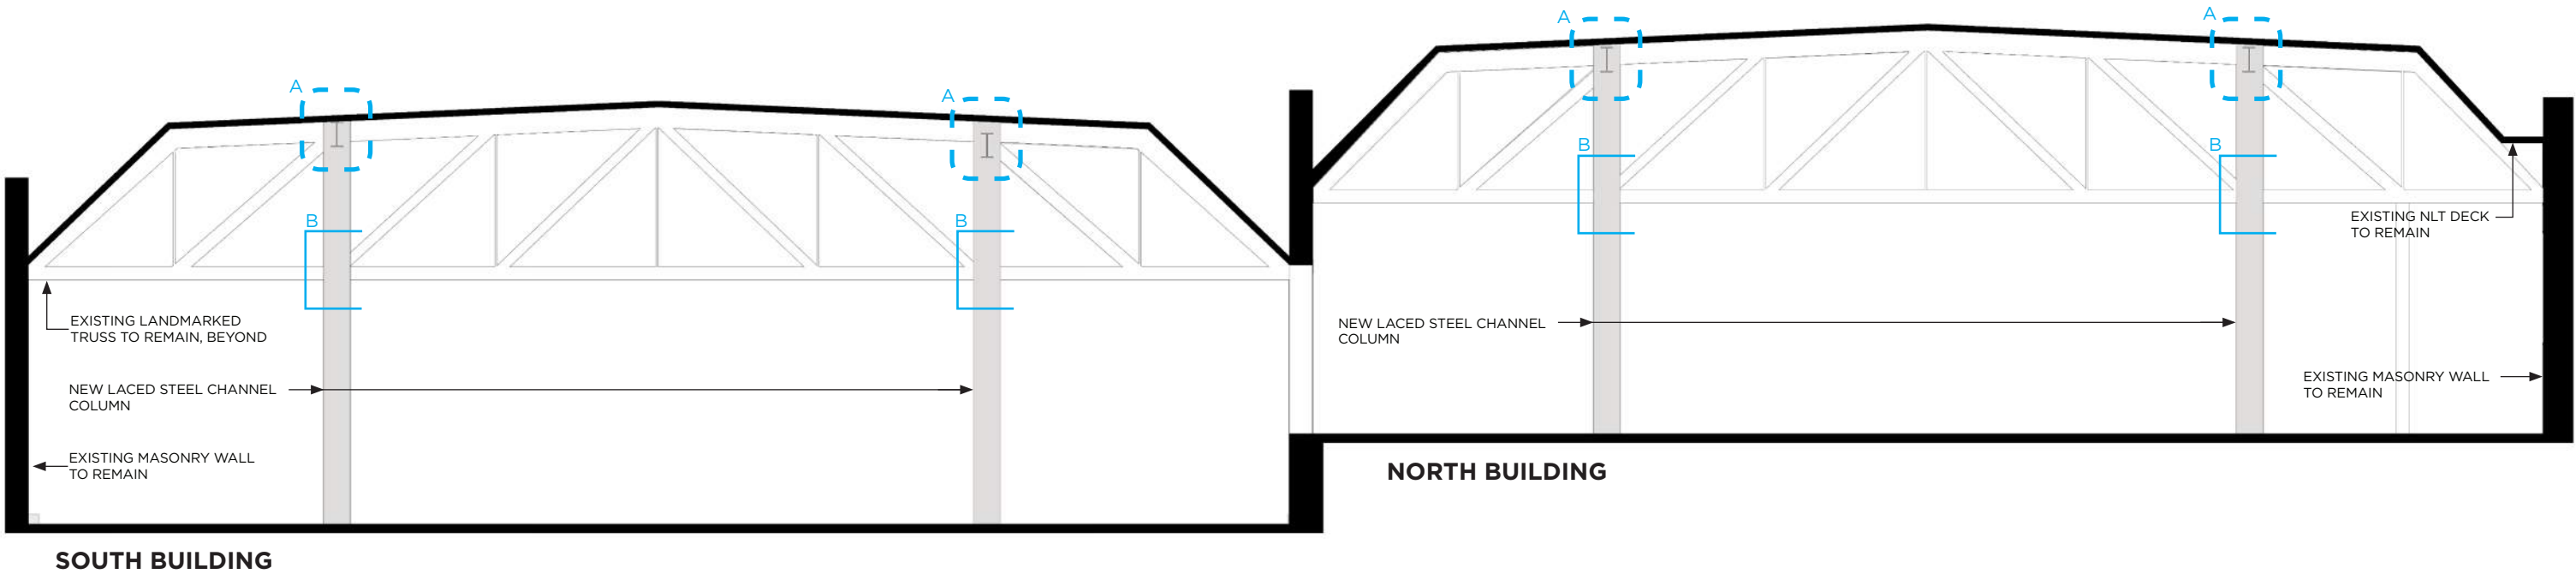 A
A
B
B
EXISTING LANDMARKED
TRUSS TO REMAIN, BEYOND
NEW LACED STEEL CHANNEL
COLUMN
EXISTING MASONRY WALL
TO REMAIN
SOUTH BUILDING
A
A
B
B
EXISTING NLT DECK
TO REMAIN
NEW LACED STEEL CHANNEL
COLUMN
EXISTING MASONRY WALL
TO REMAIN
NORTH BUILDING